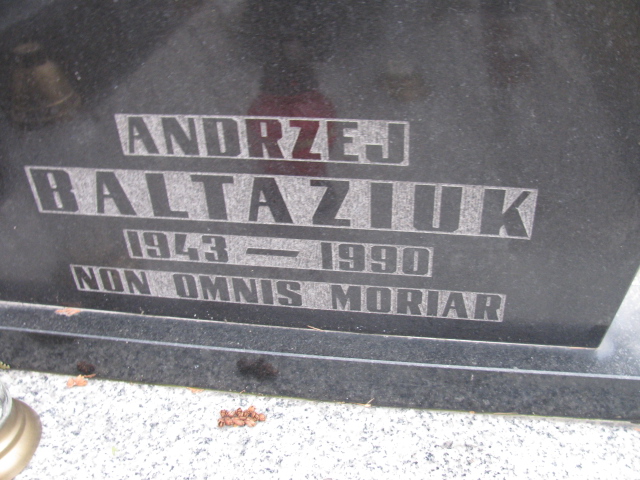 ANDRZEJ
BALTAZIUK
1943 — 1990
NON OMNIS MORIAR